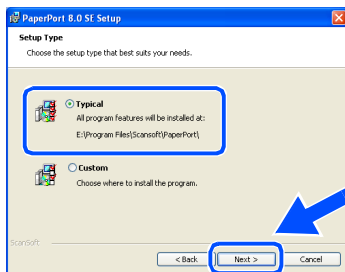 PaperPort 8.0 SE Setup
Setup Type
Choose the setup type that best suits your needs.
Typical
All program features will be installed at:
E:\Program Files\Scansoft\PaperPort\
Custom
Choose where to install the program.
ScanSoft
< Back
Next >
Cancel